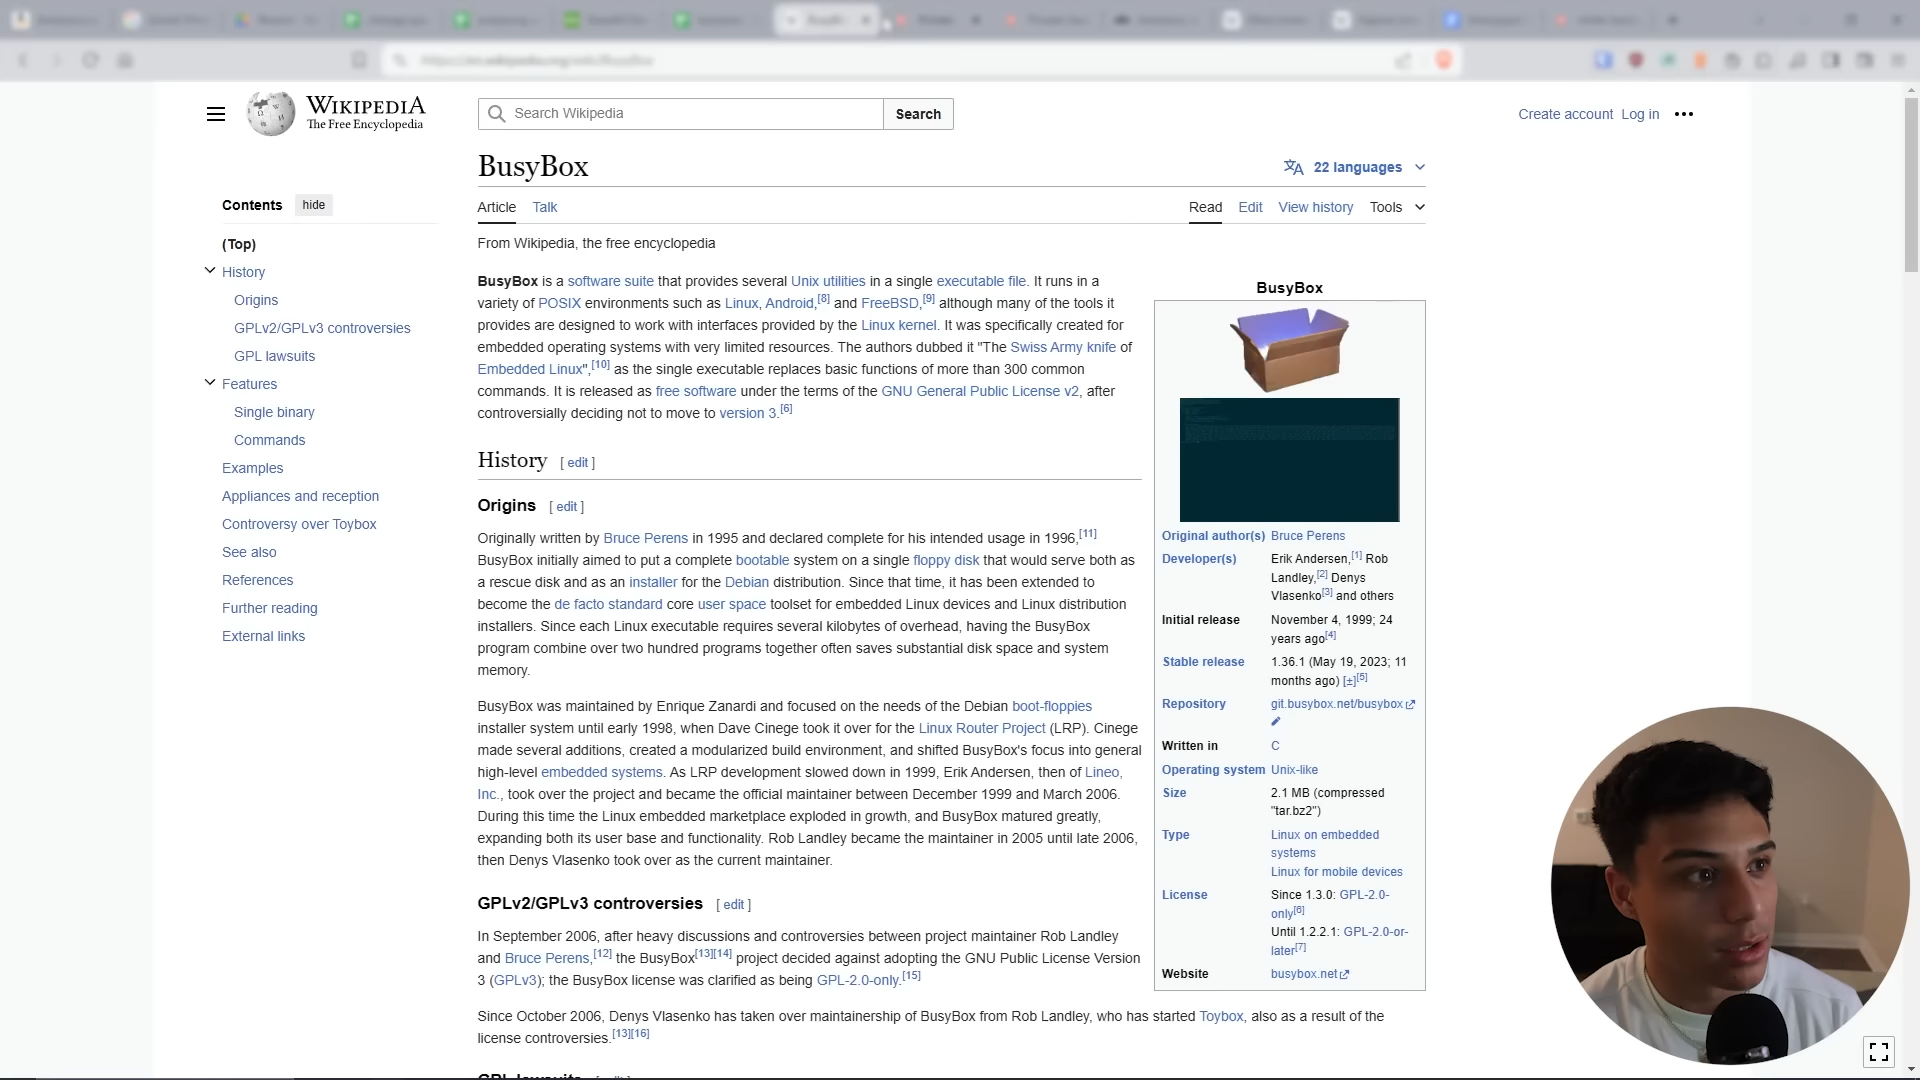 WIKIPEDIA
The Free Encyclopedia
Search Wikipedia
Search
Create account Log in •••
BusyBox
22 languages
Contents hide
Article Talk
Read Edit View history Tools
(Top)
History
Origins
GPLv2/GPLv3 controversies
GPL lawsuits
Features
Single binary
Commands
Examples
Appliances and reception
Controversy over Toybox
See also
References
Further reading
External links
From Wikipedia, the free encyclopedia
BusyBox is a software suite that provides several Unix utilities in a single executable file. It runs in a
variety of POSIX environments such as Linux, Android,[8] and FreeBSD,[9] although many of the tools it
provides are designed to work with interfaces provided by the Linux kernel. It was specifically created for
embedded operating systems with very limited resources. The authors dubbed it "The Swiss Army knife of
Embedded Linux",[10] as the single executable replaces basic functions of more than 300 common
commands. It is released as free software under the terms of the GNU General Public License v2, after
controversially deciding not to move to version 3.[6]
History [ edit ]
Origins [ edit ]
Originally written by Bruce Perens in 1995 and declared complete for his intended usage in 1996,[11]
BusyBox initially aimed to put a complete bootable system on a single floppy disk that would serve both as
a rescue disk and as an installer for the Debian distribution. Since that time, it has been extended to
become the de facto standard core user space toolset for embedded Linux devices and Linux distribution
installers. Since each Linux executable requires several kilobytes of overhead, having the BusyBox
program combine over two hundred programs together often saves substantial disk space and system
memory.
BusyBox was maintained by Enrique Zanardi and focused on the needs of the Debian boot-floppies
installer system until early 1998, when Dave Cinege took it over for the Linux Router Project (LRP). Cinege
made several additions, created a modularized build environment, and shifted BusyBox's focus into general
high-level embedded systems. As LRP development slowed down in 1999, Erik Andersen, then of Lineo,
Inc., took over the project and became the official maintainer between December 1999 and March 2006.
During this time the Linux embedded marketplace exploded in growth, and BusyBox matured greatly,
expanding both its user base and functionality. Rob Landley became the maintainer in 2005 until late 2006,
then Denys Vlasenko took over as the current maintainer.
GPLv2/GPLv3 controversies [ edit ]
In September 2006, after heavy discussions and controversies between project maintainer Rob Landley
and Bruce Perens,[12] the BusyBox[13][14] project decided against adopting the GNU Public License Version
3 (GPLv3); the BusyBox license was clarified as being GPL-2.0-only.[15]
Since October 2006, Denys Vlasenko has taken over maintainership of BusyBox from Rob Landley, who has started Toybox, also as a result of the
license controversies.[13][16]
GPL lawsuits [ edit ]
BusyBox
Original author(s) Bruce Perens
Developer(s) Erik Andersen,[1] Rob
Landley,[2] Denys
Vlasenko[3] and others
Initial release November 4, 1999; 24
years ago[4]
Stable release 1.36.1 (May 19, 2023; 11
months ago) [±][5]
Repository git.busybox.net/busybox
Written in C
Operating system Unix-like
Size 2.1 MB (compressed
"tar.bz2")
Type Linux on embedded
systems
Linux for mobile devices
License Since 1.3.0: GPL-2.0-
only[6]
Until 1.2.2.1: GPL-2.0-or-
later[7]
Website busybox.net